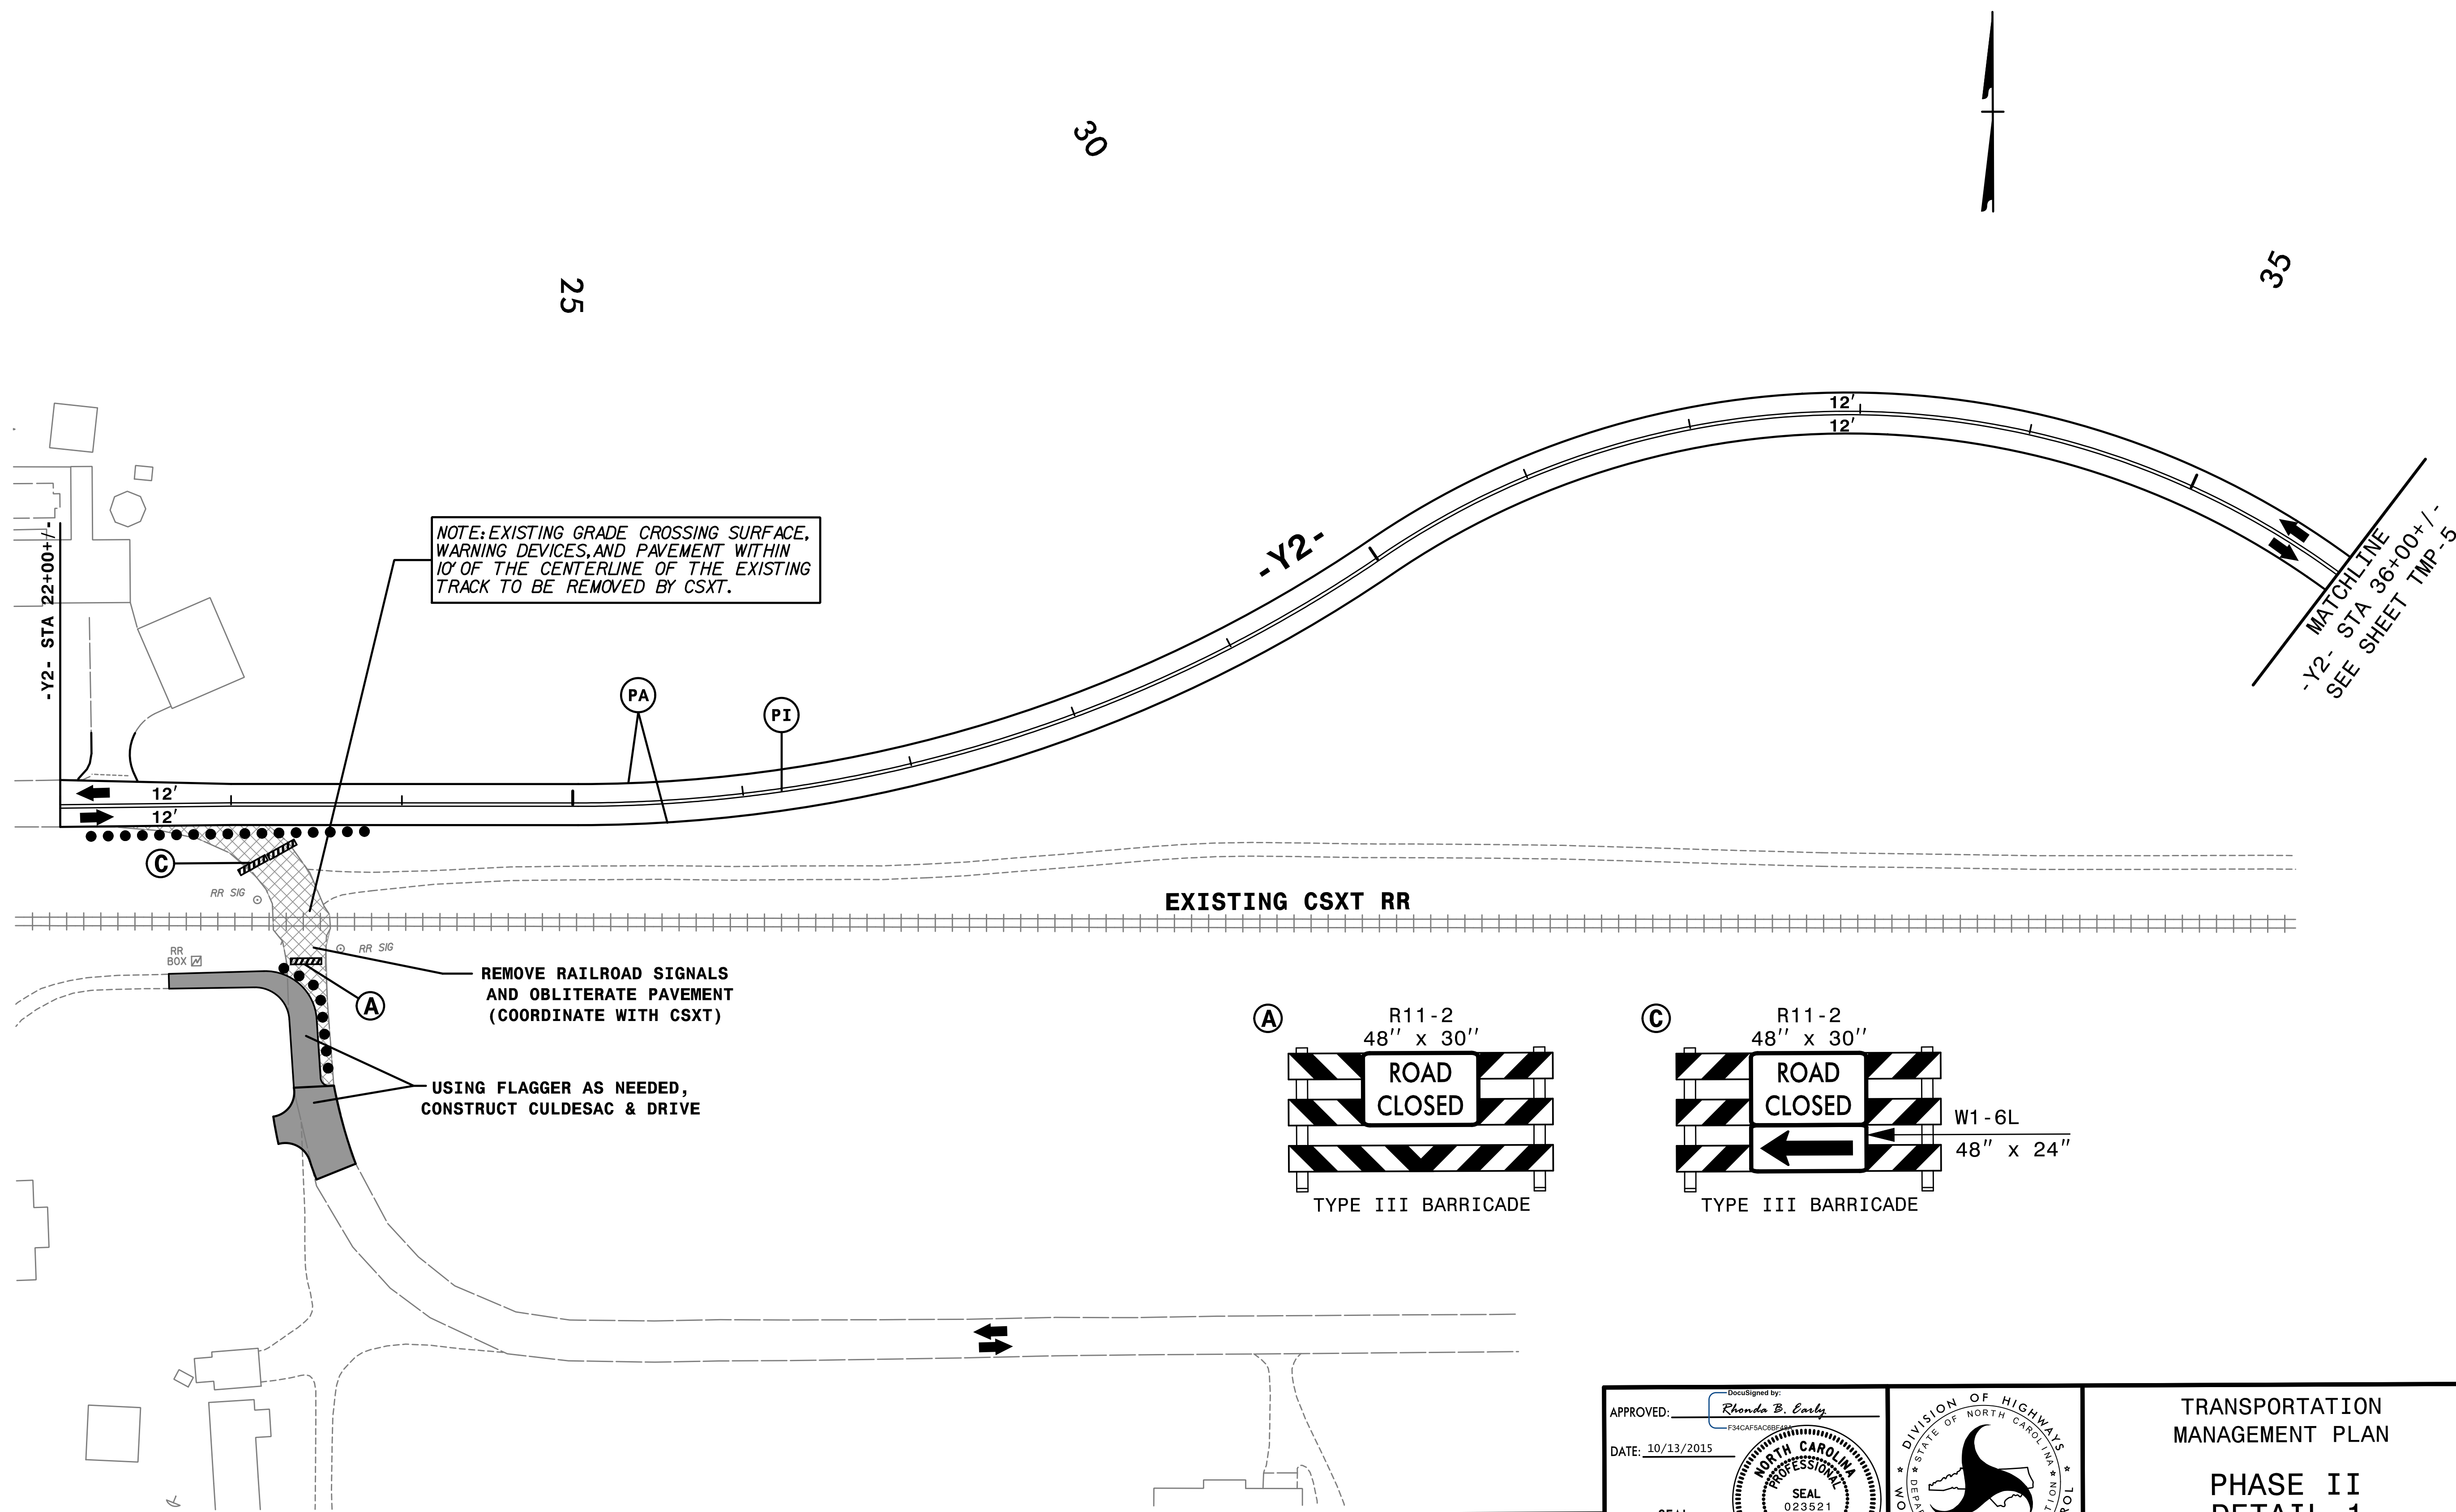 30
25
35
12'
12'
-Y2-
MATCHLINE
-Y2- STA 36+00+/-
SEE SHEET TMP-5
-Y2- STA 22+00+/-
NOTE: EXISTING GRADE CROSSING SURFACE,
WARNING DEVICES, AND PAVEMENT WITHIN
10' OF THE CENTERLINE OF THE EXISTING
TRACK TO BE REMOVED BY CSXT.
PA
PI
12'
12'
C
RR SIG
EXISTING CSXT RR
RR SIG
RR
BOX
REMOVE RAILROAD SIGNALS
AND OBLITERATE PAVEMENT
(COORDINATE WITH CSXT)
A
USING FLAGGER AS NEEDED,
CONSTRUCT CULDESAC & DRIVE
A
R11-2
48'' x 30''
ROAD
CLOSED
TYPE III BARRICADE
C
R11-2
48'' x 30''
ROAD
CLOSED
W1-6L
48" x 24"
TYPE III BARRICADE
DocuSigned by:
APPROVED: Rhonda B. Early
DATE: 10/13/2015
NORTH CAROLINA
PROFESSIONAL
SEAL
023521
DIVISION OF HIGHWAYS
STATE OF NORTH CAROLINA
TRANSPORTATION
MANAGEMENT PLAN
PHASE II
DETAIL 1